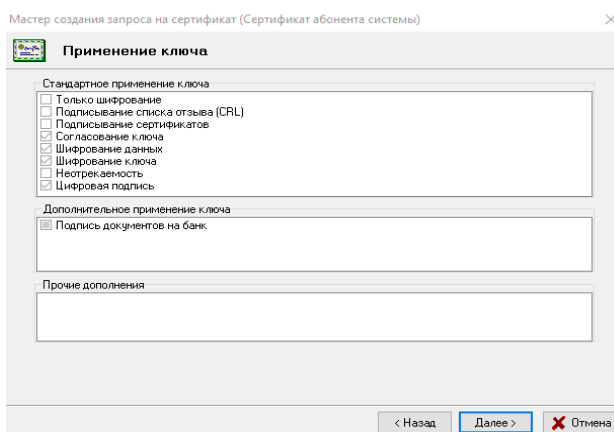 Мастер создания запроса на сертификат (Сертификат абонента системы)
Применение ключа
Стандартное применение ключа
Только шифрование
Подписывание списка отзыва (CRL)
Подписывание сертификатов
Согласование ключа
Шифрование данных
Шифрование ключа
Неотрекаемость
Цифровая подпись
Дополнительное применение ключа
Подпись документов на банк
Прочие дополнения
< Назад Далее > Отмена